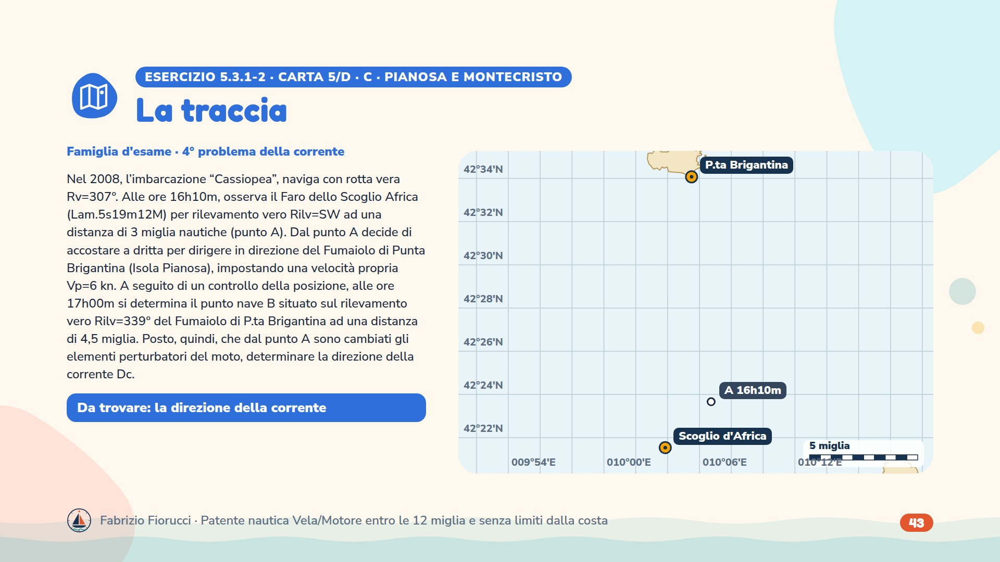 ESERCIZIO 5.3.1-2 · CARTA 5/D · C · PIANOSA E MONTECRISTO
La traccia
Famiglia d'esame · 4° problema della corrente
Nel 2008, l’imbarcazione “Cassiopea”, naviga con rotta vera
Rv=307°. Alle ore 16h10m, osserva il Faro dello Scoglio Africa
(Lam.5s19m12M) per rilevamento vero Rilv=SW ad una
distanza di 3 miglia nautiche (punto A). Dal punto A decide di
accostare a dritta per dirigere in direzione del Fumaiolo di Punta
Brigantina (Isola Pianosa), impostando una velocità propria
Vp=6 kn. A seguito di un controllo della posizione, alle ore
17h00m si determina il punto nave B situato sul rilevamento
vero Rilv=339° del Fumaiolo di P.ta Brigantina ad una distanza
di 4,5 miglia. Posto, quindi, che dal punto A sono cambiati gli
elementi perturbatori del moto, determinare la direzione della
corrente Dc.
Da trovare: la direzione della corrente
P.ta Brigantina
42°34'N
42°32'N
42°30'N
42°28'N
42°26'N
42°24'N
A 16h10m
42°22'N
Scoglio d'Africa
5 miglia
009°54'E
010°00'E
010°06'E
010°12'E
Fabrizio Fiorucci · Patente nautica Vela/Motore entro le 12 miglia e senza limiti dalla costa
43